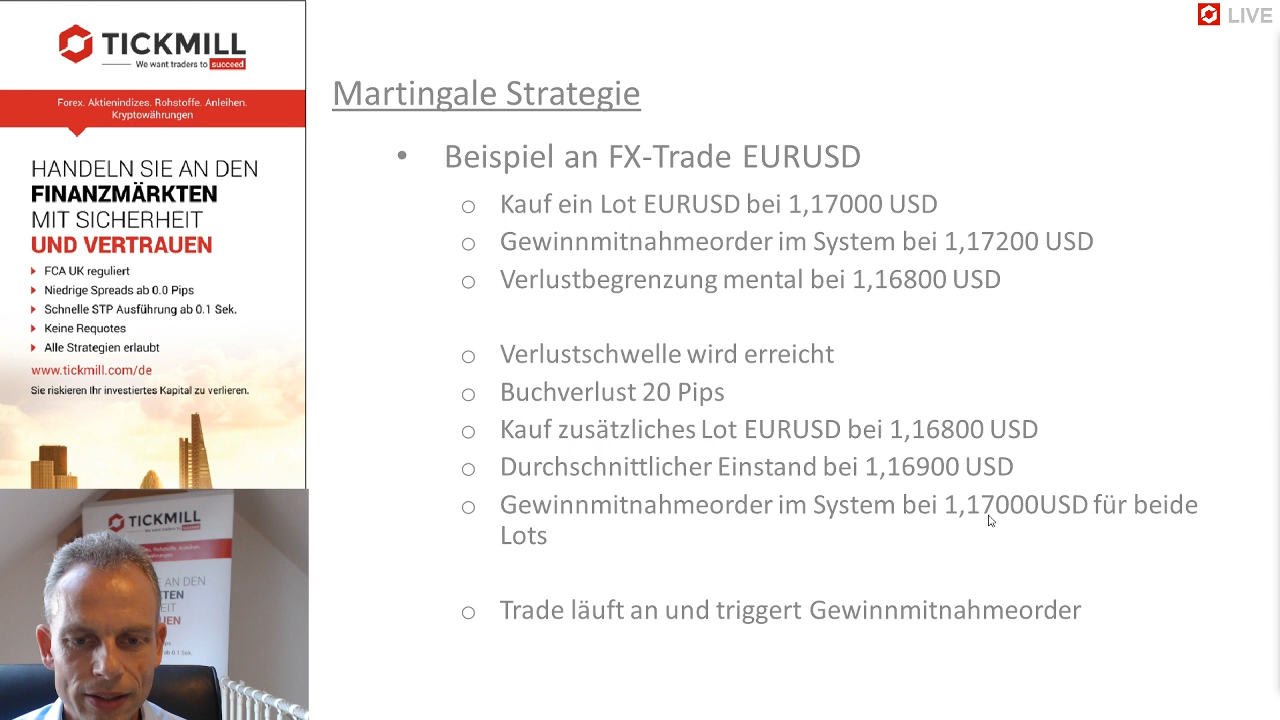 TICKMILL
We want traders to succeed
Forex. Aktienindizes. Rohstoffe. Anleihen.
Kryptowährungen
HANDELN SIE AN DEN
FINANZMÄRKTEN
MIT SICHERHEIT
UND VERTRAUEN
FCA UK reguliert
Niedrige Spreads ab 0.0 Pips
Schnelle STP Ausführung ab 0.1 Sek.
Keine Requotes
Alle Strategien erlaubt
www.tickmill.com/de
Sie riskieren Ihr investiertes Kapital zu verlieren.
LIVE
Martingale Strategie
• Beispiel an FX-Trade EURUSD
o Kauf ein Lot EURUSD bei 1,17000 USD
o Gewinnmitnahmeorder im System bei 1,17200 USD
o Verlustbegrenzung mental bei 1,16800 USD
o Verlustschwelle wird erreicht
o Buchverlust 20 Pips
o Kauf zusätzliches Lot EURUSD bei 1,16800 USD
o Durchschnittlicher Einstand bei 1,16900 USD
o Gewinnmitnahmeorder im System bei 1,17000USD für beide
Lots
o Trade läuft an und triggert Gewinnmitnahmeorder
TICKMILL
E AN DEN
TEN
EIT
UEN